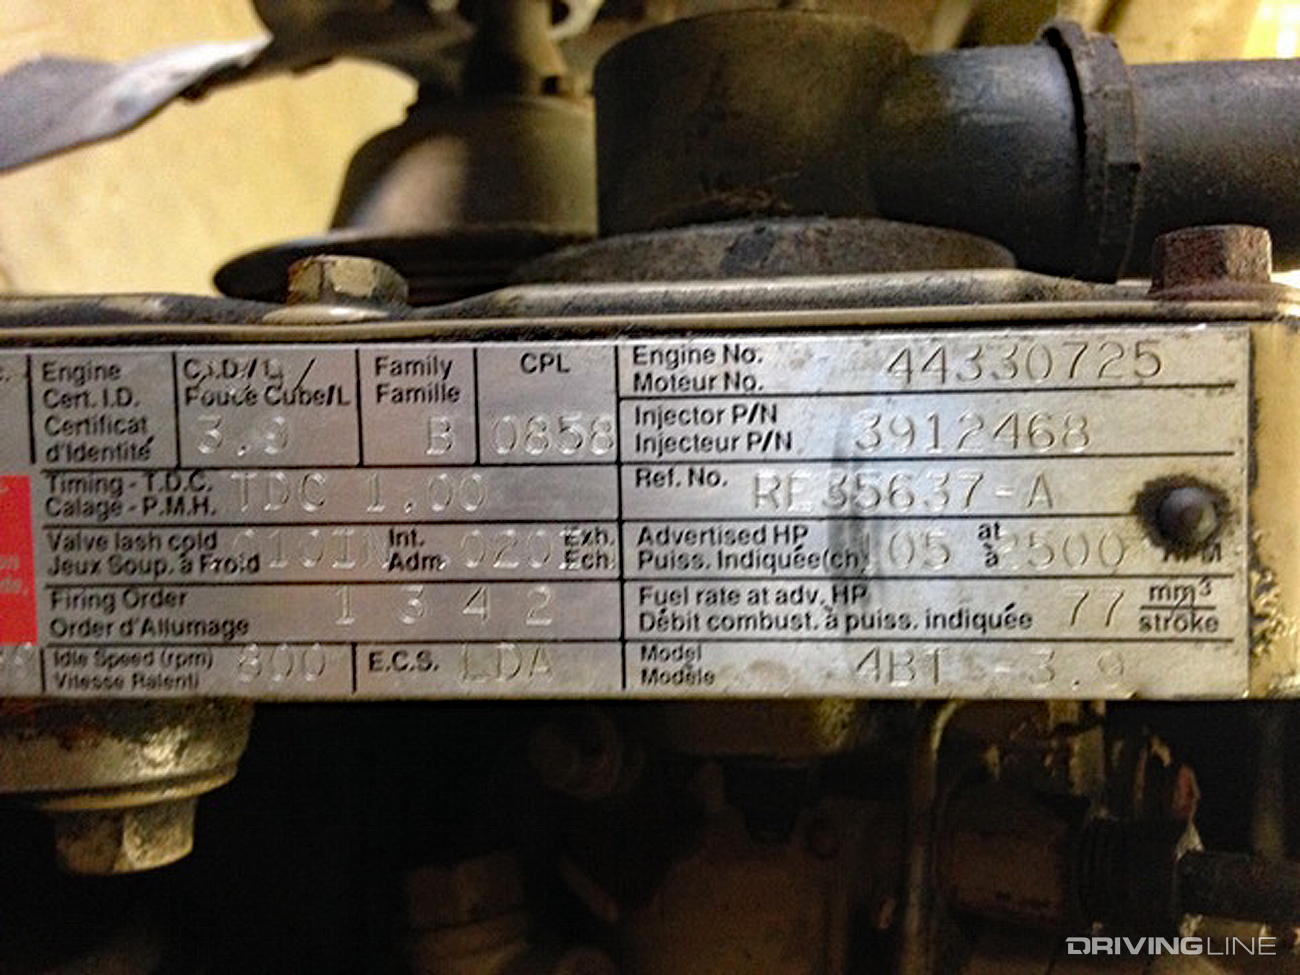 c.
Engine
Cert. I.D.
Certificat
d'Identité
C.I.D./L/
Pouce Cube/L
3.9
Family
Famille
B
CPL
0858
Engine No.
Moteur No.
44330725
Injector P/N
Injecteur P/N
3912468
Timing - T.D.C.
Calage - P.M.H.
TDC 1.00
Ref. No.
RE35637-A
Valve lash cold
Jeux Soup. à Froid
Int.
Adm.
Exh.
Ech.
Advertised HP
Puiss. Indiquée(ch)
105
at
à
2500
RPM
Firing Order
Order d'Allumage
1 3 4 2
Fuel rate at adv. HP
Débit combust. à puiss. indiquée
77
mm³
stroke
Idle Speed (rpm)
Vitesse Ralenti
800
E.C.S.
LDA
Model
Modèle
4BT -3.9
DRIVINGLINE